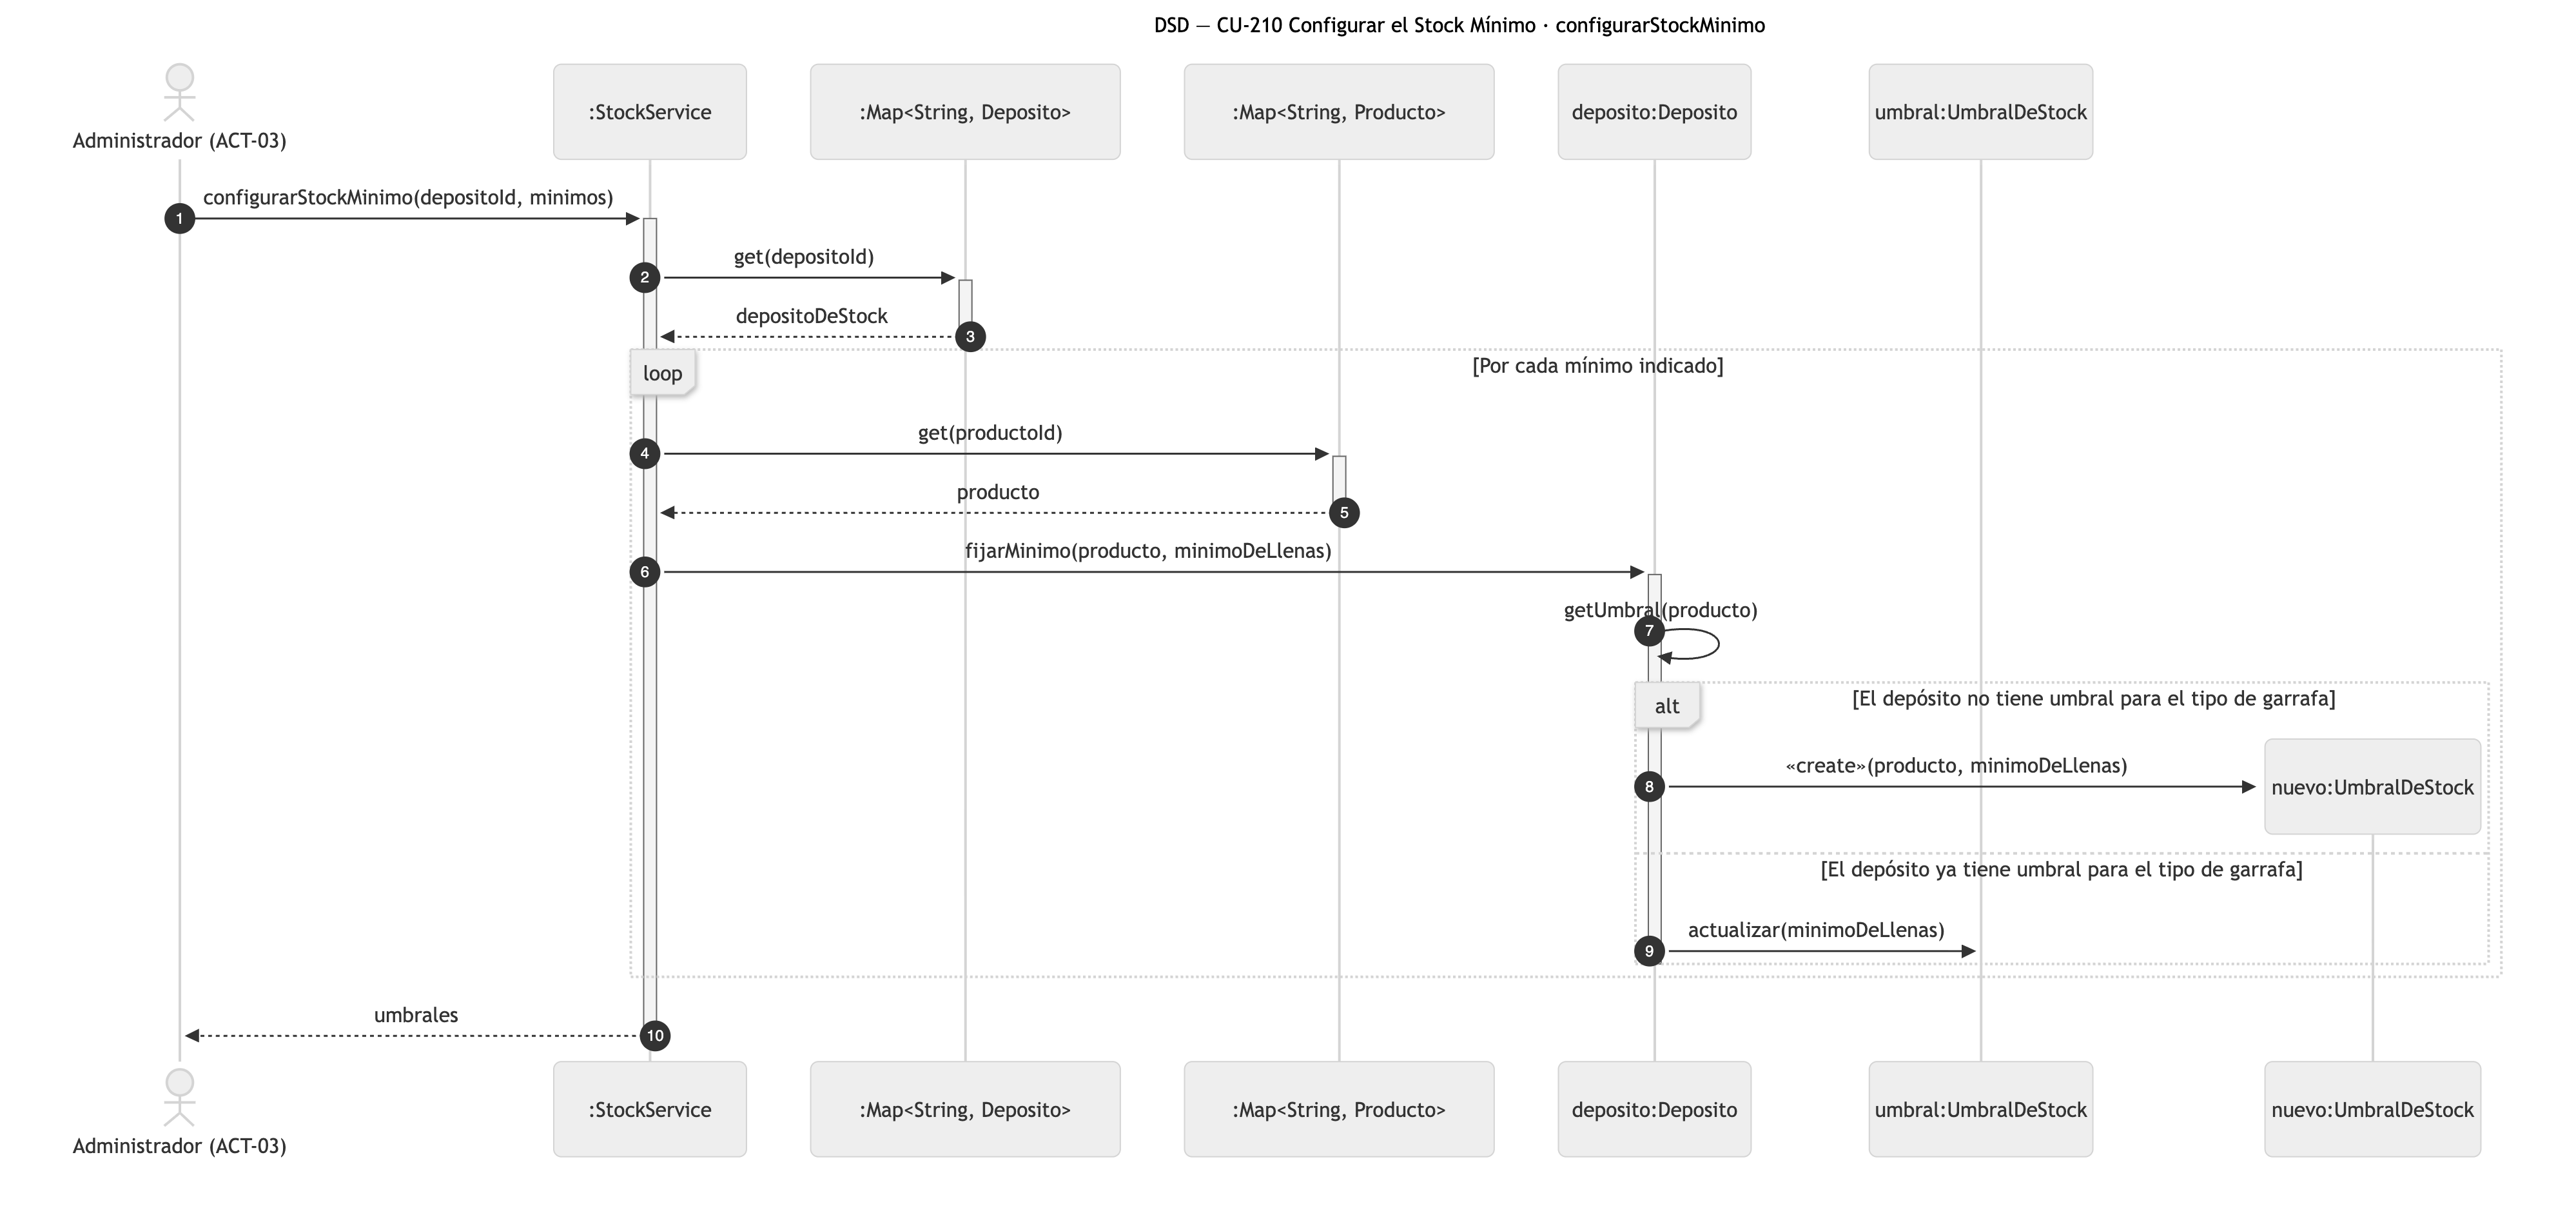 DSD — CU-210 Configurar el Stock Mínimo · configurarStockMinimo
Administrador (ACT-03)
:StockService
:Map<String, Deposito>
:Map<String, Producto>
deposito:Deposito
umbral:UmbralDeStock
configurarStockMinimo(depositoId, minimos)
1
get(depositoId)
2
depositoDeStock
3
loop
[Por cada mínimo indicado]
get(productoId)
4
producto
5
fijarMinimo(producto, minimoDeLlenas)
6
getUmbral(producto)
7
alt
[El depósito no tiene umbral para el tipo de garrafa]
«create»(producto, minimoDeLlenas)
8
nuevo:UmbralDeStock
[El depósito ya tiene umbral para el tipo de garrafa]
actualizar(minimoDeLlenas)
9
umbrales
10
Administrador (ACT-03)
:StockService
:Map<String, Deposito>
:Map<String, Producto>
deposito:Deposito
umbral:UmbralDeStock
nuevo:UmbralDeStock